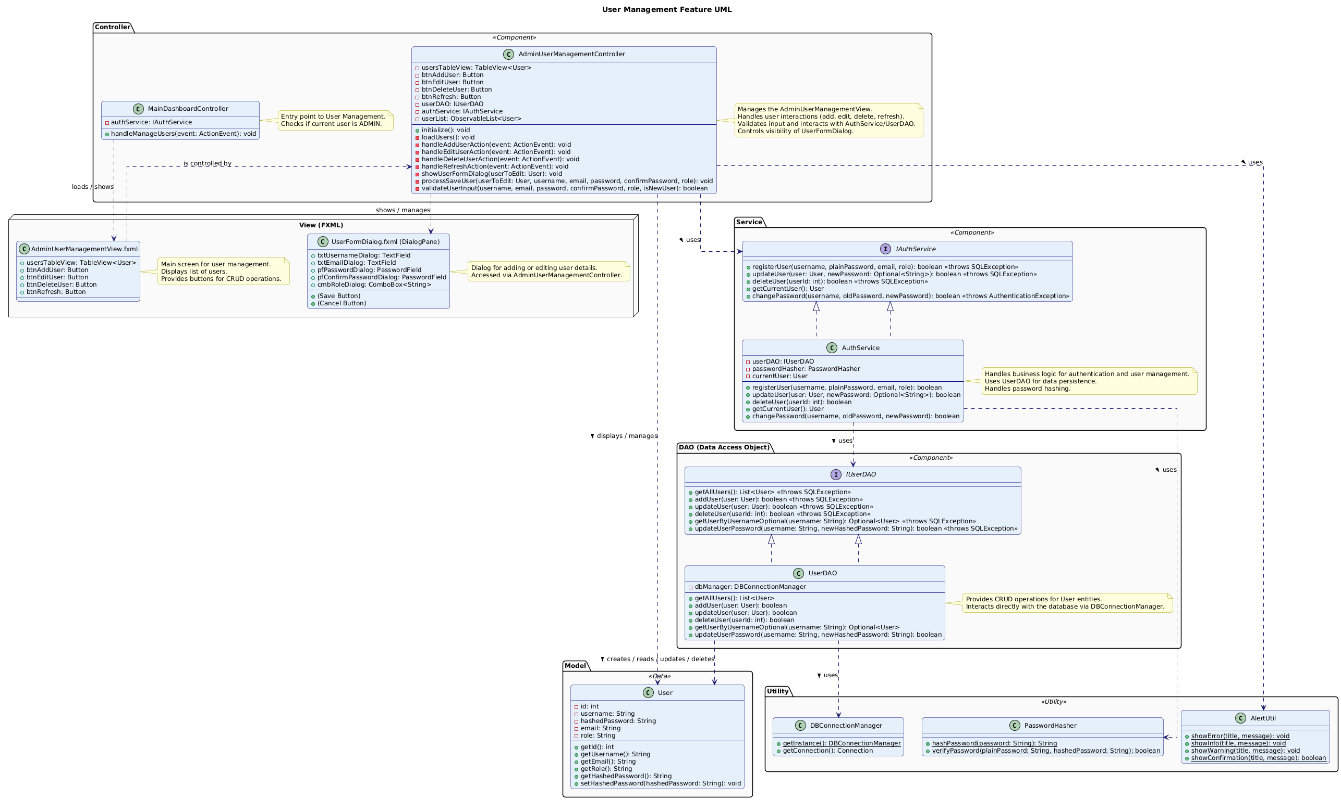 User Management Feature UML
Controller
«Component»
AdminUserManagementController
usersTableView: TableView<User>
btnAddUser: Button
btnEditUser: Button
btnDeleteUser: Button
btnRefresh: Button
userDAO: IUserDAO
authService: IAuthService
userList: ObservableList<User>
initialize(): void
loadUsers(): void
handleAddUserAction(event: ActionEvent): void
handleEditUserAction(event: ActionEvent): void
handleDeleteUserAction(event: ActionEvent): void
handleRefreshAction(event: ActionEvent): void
showUserFormDialog(userToEdit: User): void
processSaveUser(userToEdit: User, username, email, password, confirmPassword, role): void
validateUserInput(username, email, password, confirmPassword, role, isNewUser): boolean
MainDashboardController
authService: IAuthService
handleManageUsers(event: ActionEvent): void
Entry point to User Management.
Checks if current user is ADMIN.
Manages the AdminUserManagementView.
Handles user interactions (add, edit, delete, refresh).
Validates input and interacts with AuthService/UserDAO.
Controls visibility of UserFormDialog.
is controlled by
uses
loads / shows
shows / manages
View (FXML)
AdminUserManagementView.fxml
usersTableView: TableView<User>
btnAddUser: Button
btnEditUser: Button
btnDeleteUser: Button
btnRefresh: Button
Main screen for user management.
Displays list of users.
Provides buttons for CRUD operations.
UserFormDialog.fxml (DialogPane)
txtUsernameDialog: TextField
txtEmailDialog: TextField
pfPasswordDialog: PasswordField
pfConfirmPasswordDialog: PasswordField
cmbRoleDialog: ComboBox<String>
(Save Button)
(Cancel Button)
Dialog for adding or editing user details.
Accessed via AdminUserManagementController.
uses
Service
«Component»
IAuthService
registerUser(username, plainPassword, email, role): boolean «throws SQLException»
updateUser(user: User, newPassword: Optional<String>): boolean «throws SQLException»
deleteUser(userId: int): boolean «throws SQLException»
getCurrentUser(): User
changePassword(username, oldPassword, newPassword): boolean «throws AuthenticationException»
AuthService
userDAO: IUserDAO
passwordHasher: PasswordHasher
currentUser: User
registerUser(username, plainPassword, email, role): boolean
updateUser(user: User, newPassword: Optional<String>): boolean
deleteUser(userId: int): boolean
getCurrentUser(): User
changePassword(username, oldPassword, newPassword): boolean
Handles business logic for authentication and user management.
Uses UserDAO for data persistence.
Handles password hashing.
displays / manages
uses
uses
DAO (Data Access Object)
«Component»
IUserDAO
getAllUsers(): List<User> «throws SQLException»
addUser(user: User): boolean «throws SQLException»
updateUser(user: User): boolean «throws SQLException»
deleteUser(userId: int): boolean «throws SQLException»
getUserByUsernameOptional(username: String): Optional<User> «throws SQLException»
updateUserPassword(username: String, newHashedPassword: String): boolean «throws SQLException»
UserDAO
dbManager: DBConnectionManager
getAllUsers(): List<User>
addUser(user: User): boolean
updateUser(user: User): boolean
deleteUser(userId: int): boolean
getUserByUsernameOptional(username: String): Optional<User>
updateUserPassword(username: String, newHashedPassword: String): boolean
Provides CRUD operations for User entities.
Interacts directly with the database via DBConnectionManager.
creates / reads / updates / deletes
uses
Model
«Data»
User
id: int
username: String
hashedPassword: String
email: String
role: String
getId(): int
getUsername(): String
getEmail(): String
getRole(): String
getHashedPassword(): String
setHashedPassword(hashedPassword: String): void
Utility
«Utility»
DBConnectionManager
getInstance(): DBConnectionManager
getConnection(): Connection
PasswordHasher
hashPassword(password: String): String
verifyPassword(plainPassword: String, hashedPassword: String): boolean
AlertUtil
showError(title, message): void
showInfo(title, message): void
showWarning(title, message): void
showConfirmation(title, message): boolean